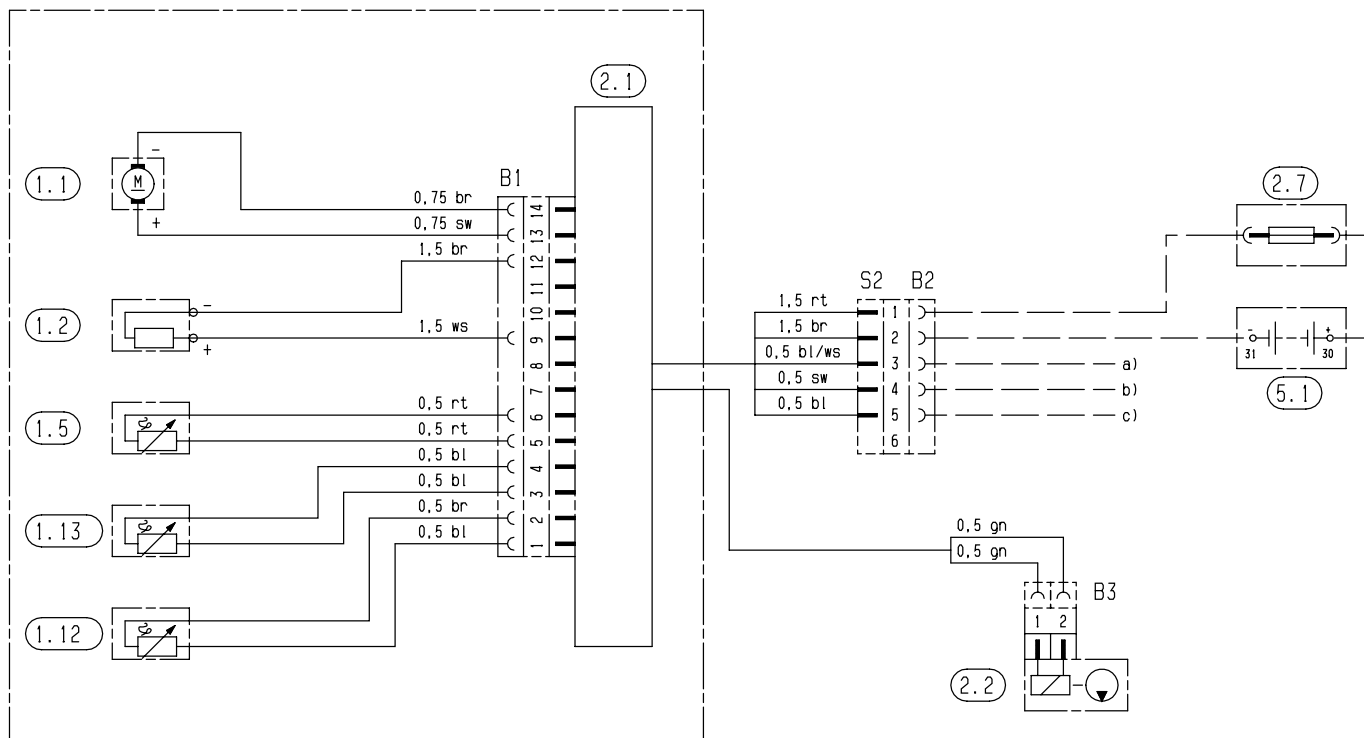 2.1
1.1
-
M
+
0,75 br
0,75 sw
1,5 br
B1
14
13
12
11
10
9
8
7
6
5
4
3
2
1
1.2
-
+
1,5 ws
1.5
0,5 rt
0,5 rt
1.13
0,5 bl
0,5 bl
1.12
0,5 br
0,5 bl
S2 B2
1,5 rt
1,5 br
0,5 bl/ws
0,5 sw
0,5 bl
1
2
3
4
5
6
a)
b)
c)
2.7
- +
31 30
5.1
0,5 gn
0,5 gn
B3
1 2
2.2